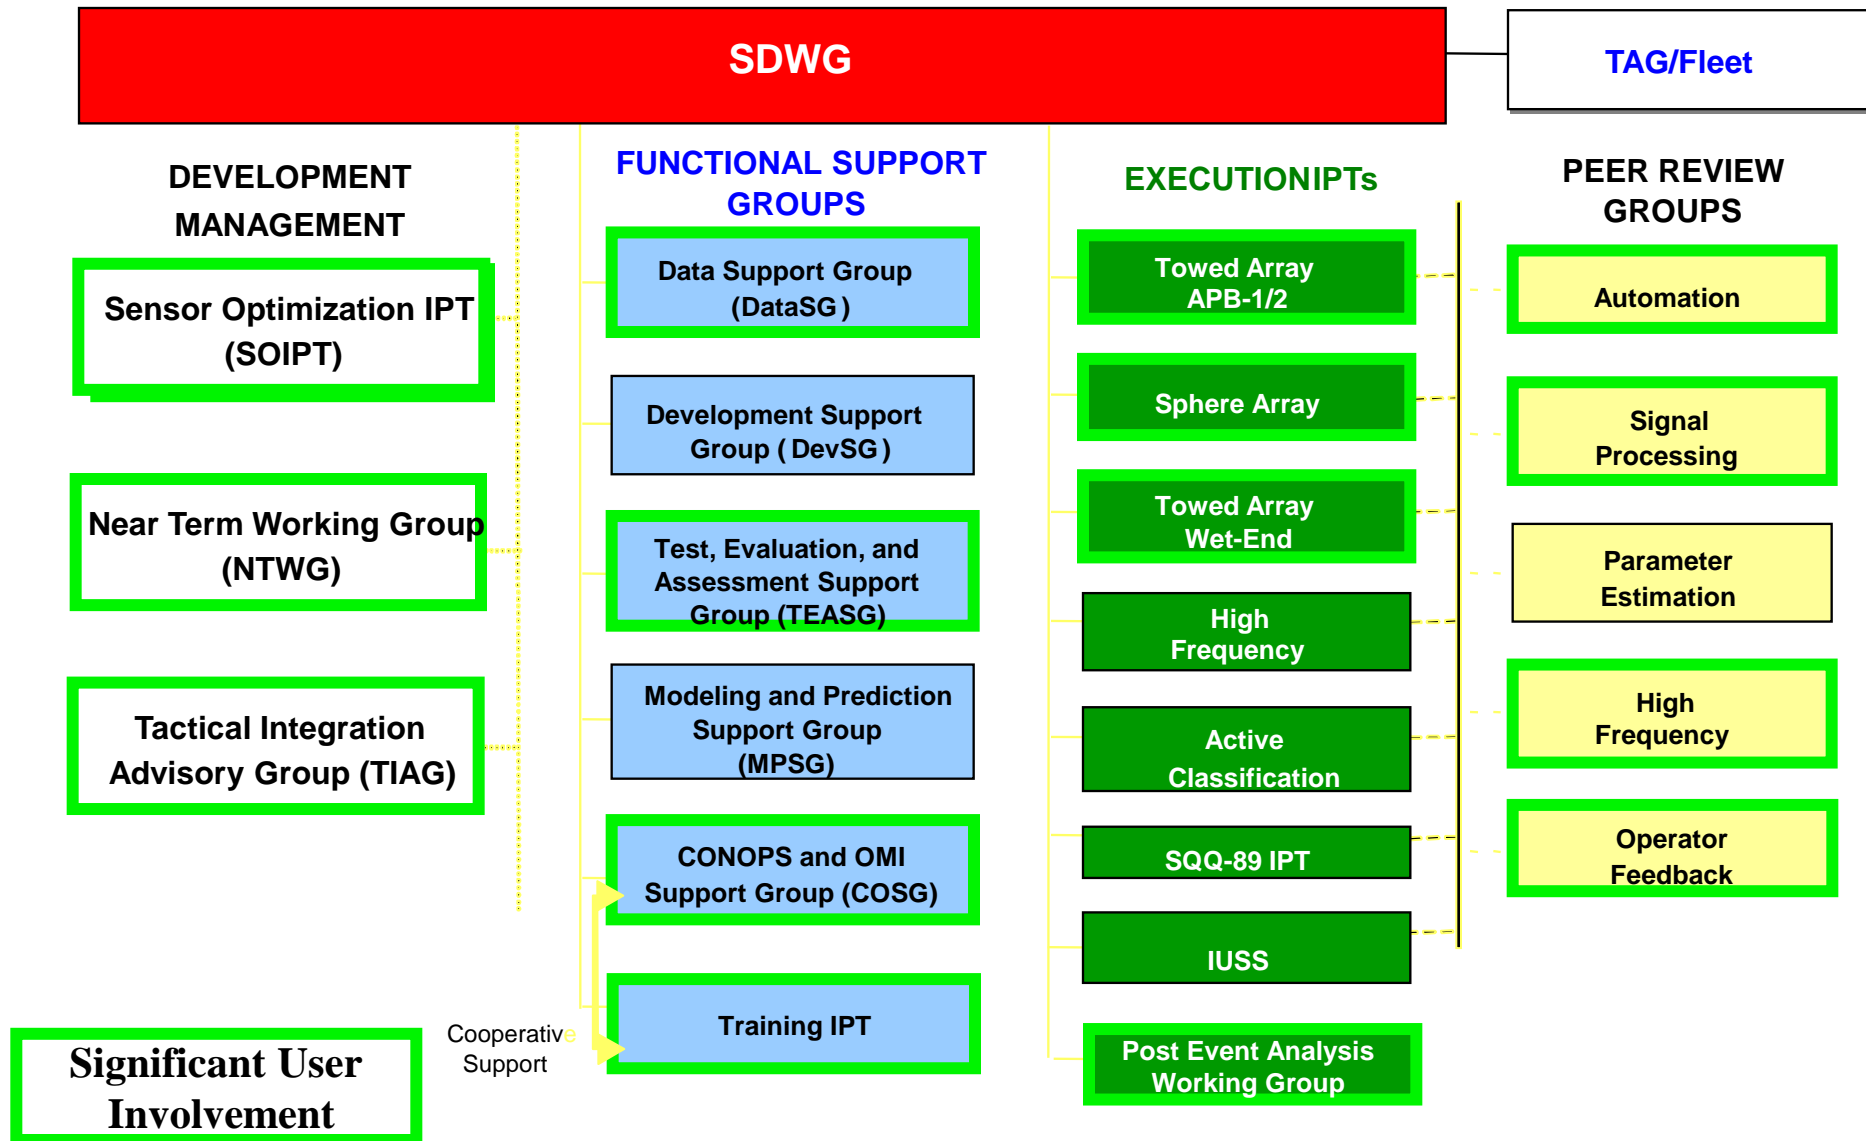 SDWG
TAG/Fleet
DEVELOPMENT
MANAGEMENT
Sensor Optimization IPT
(SOIPT)
Near Term Working Group
(NTWG)
Tactical Integration
Advisory Group (TIAG)
FUNCTIONAL SUPPORT
GROUPS
Data Support Group
(DataSG)
Development Support
Group (DevSG)
Test, Evaluation, and
Assessment Support
Group (TEASG)
Modeling and Prediction
Support Group
(MPSG)
CONOPS and OMI
Support Group (COSG)
Training IPT
Cooperative
Support
EXECUTIONIPTs
Towed Array
APB-1/2
Sphere Array
Towed Array
Wet-End
High
Frequency
Active
Classification
SQQ-89 IPT
IUSS
Post Event Analysis
Working Group
PEER REVIEW
GROUPS
Automation
Signal
Processing
Parameter
Estimation
High
Frequency
Operator
Feedback
Significant User
Involvement